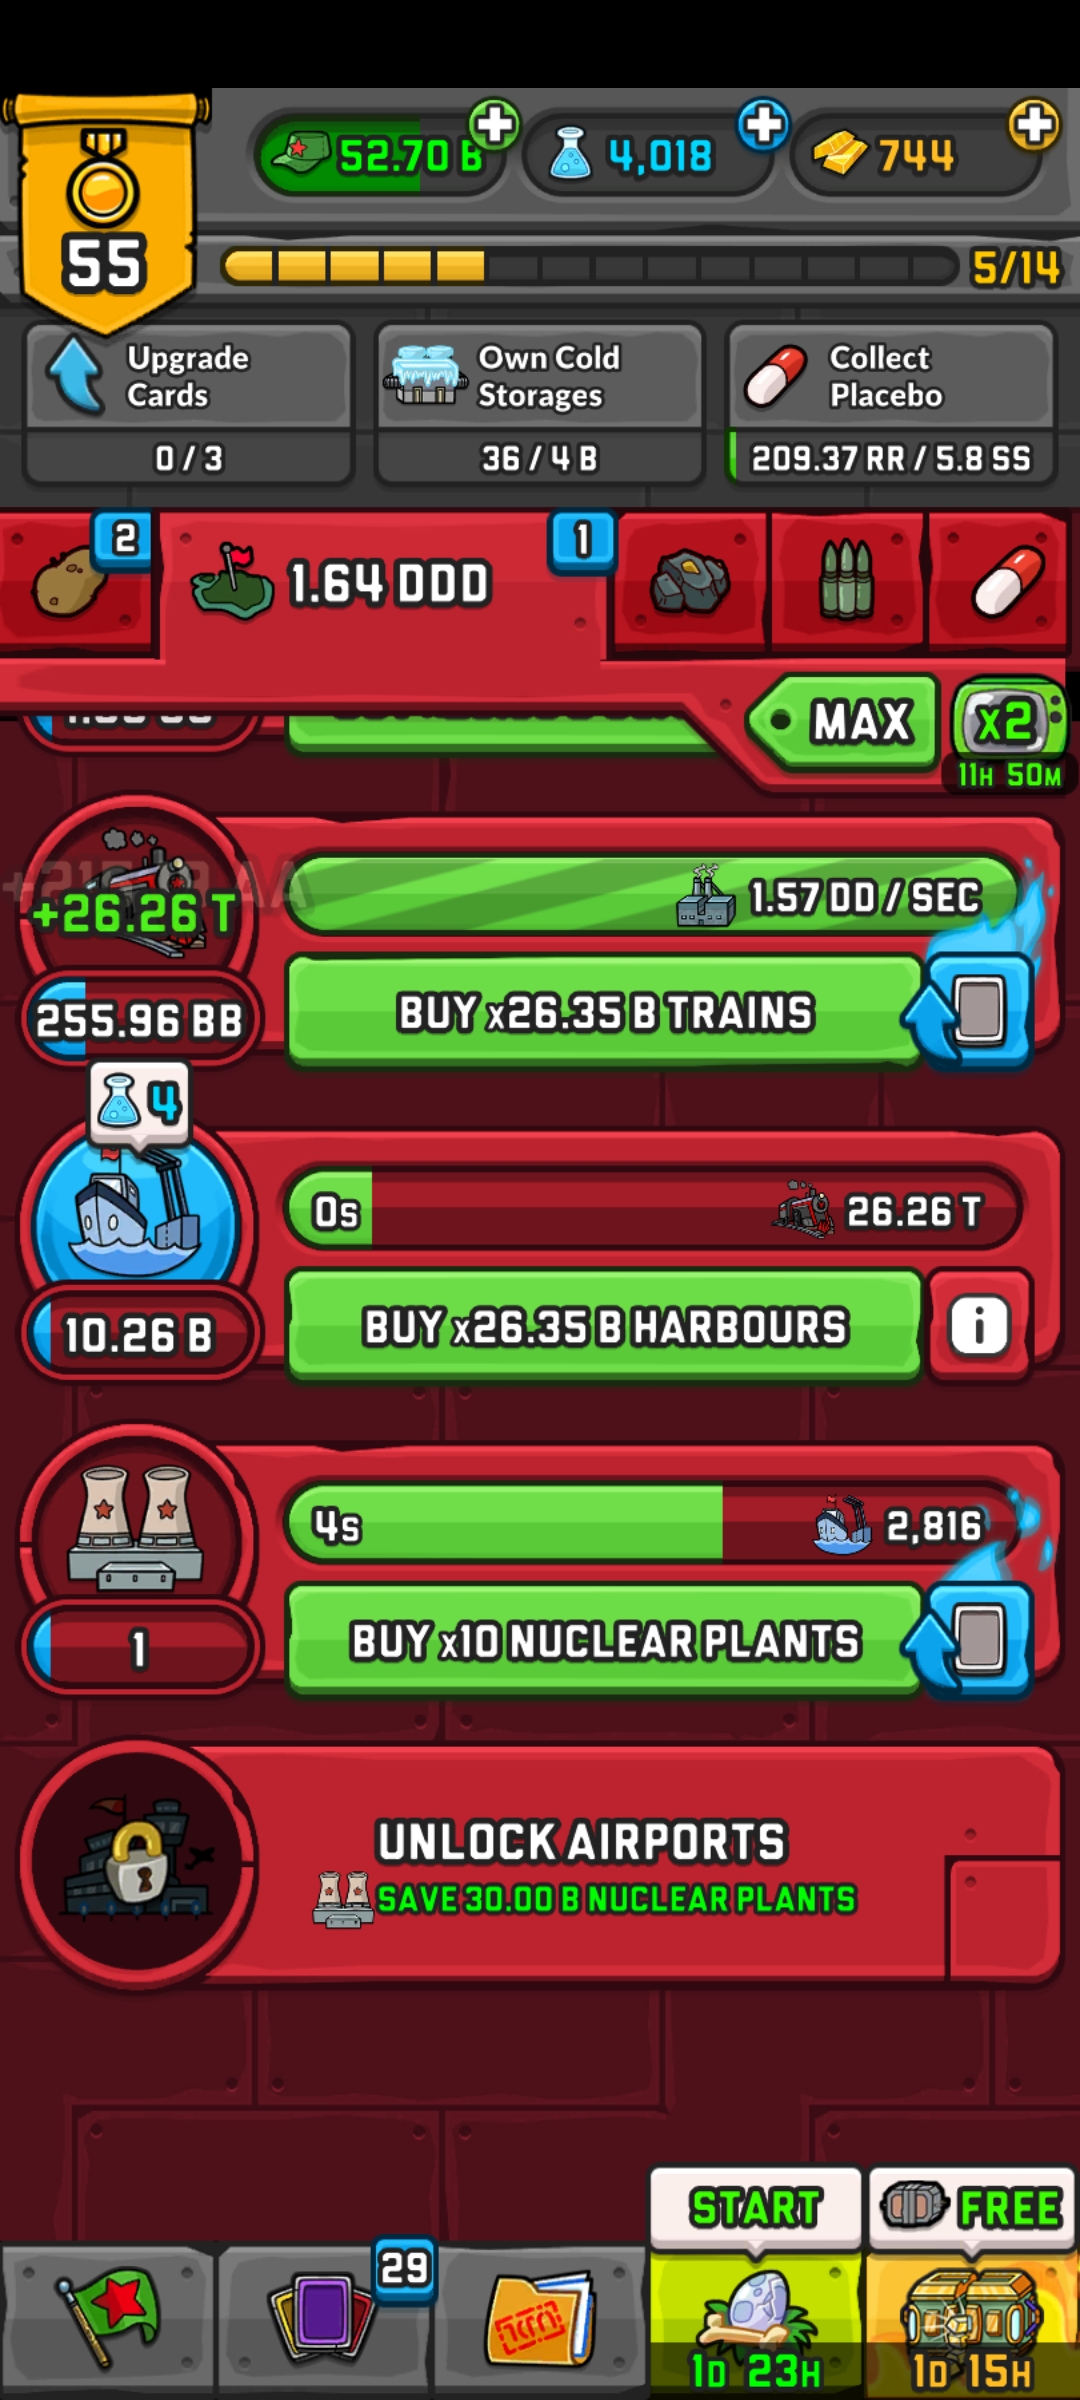 52.70 B
4,018
744
55
5/14
Upgrade
Cards
0 / 3
Own Cold
Storages
36 / 4 B
Collect
Placebo
209.37 RR / 5.8 SS
2
1.64 DDD
1
MAX
x2
11H 50M
+26.26 T
1.57 DD / SEC
255.96 BB
BUY x26.35 B TRAINS
4
0s
26.26 T
10.26 B
BUY x26.35 B HARBOURS
i
4s
2,816
1
BUY x10 NUCLEAR PLANTS
UNLOCK AIRPORTS
SAVE 30.00 B NUCLEAR PLANTS
START
FREE
29
1D 23H
1D 15H